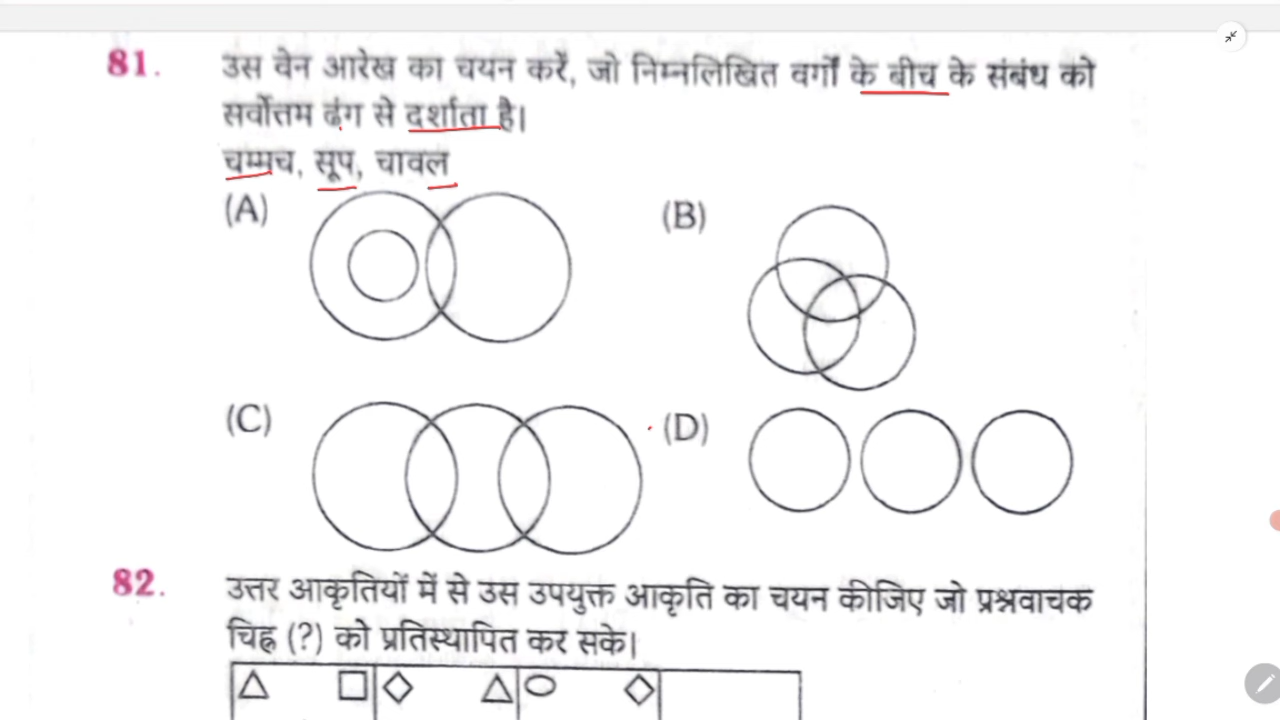 81. उस वेन आरेख का चयन करें, जो निम्नलिखित वर्गों के बीच के संबंध को
सर्वोत्तम ढंग से दर्शाता है।
चम्मच, सूप, चावल
(A) (B)
(C) (D)
82. उत्तर आकृतियों में से उस उपयुक्त आकृति का चयन कीजिए जो प्रश्नवाचक
चिह्न (?) को प्रतिस्थापित कर सके।